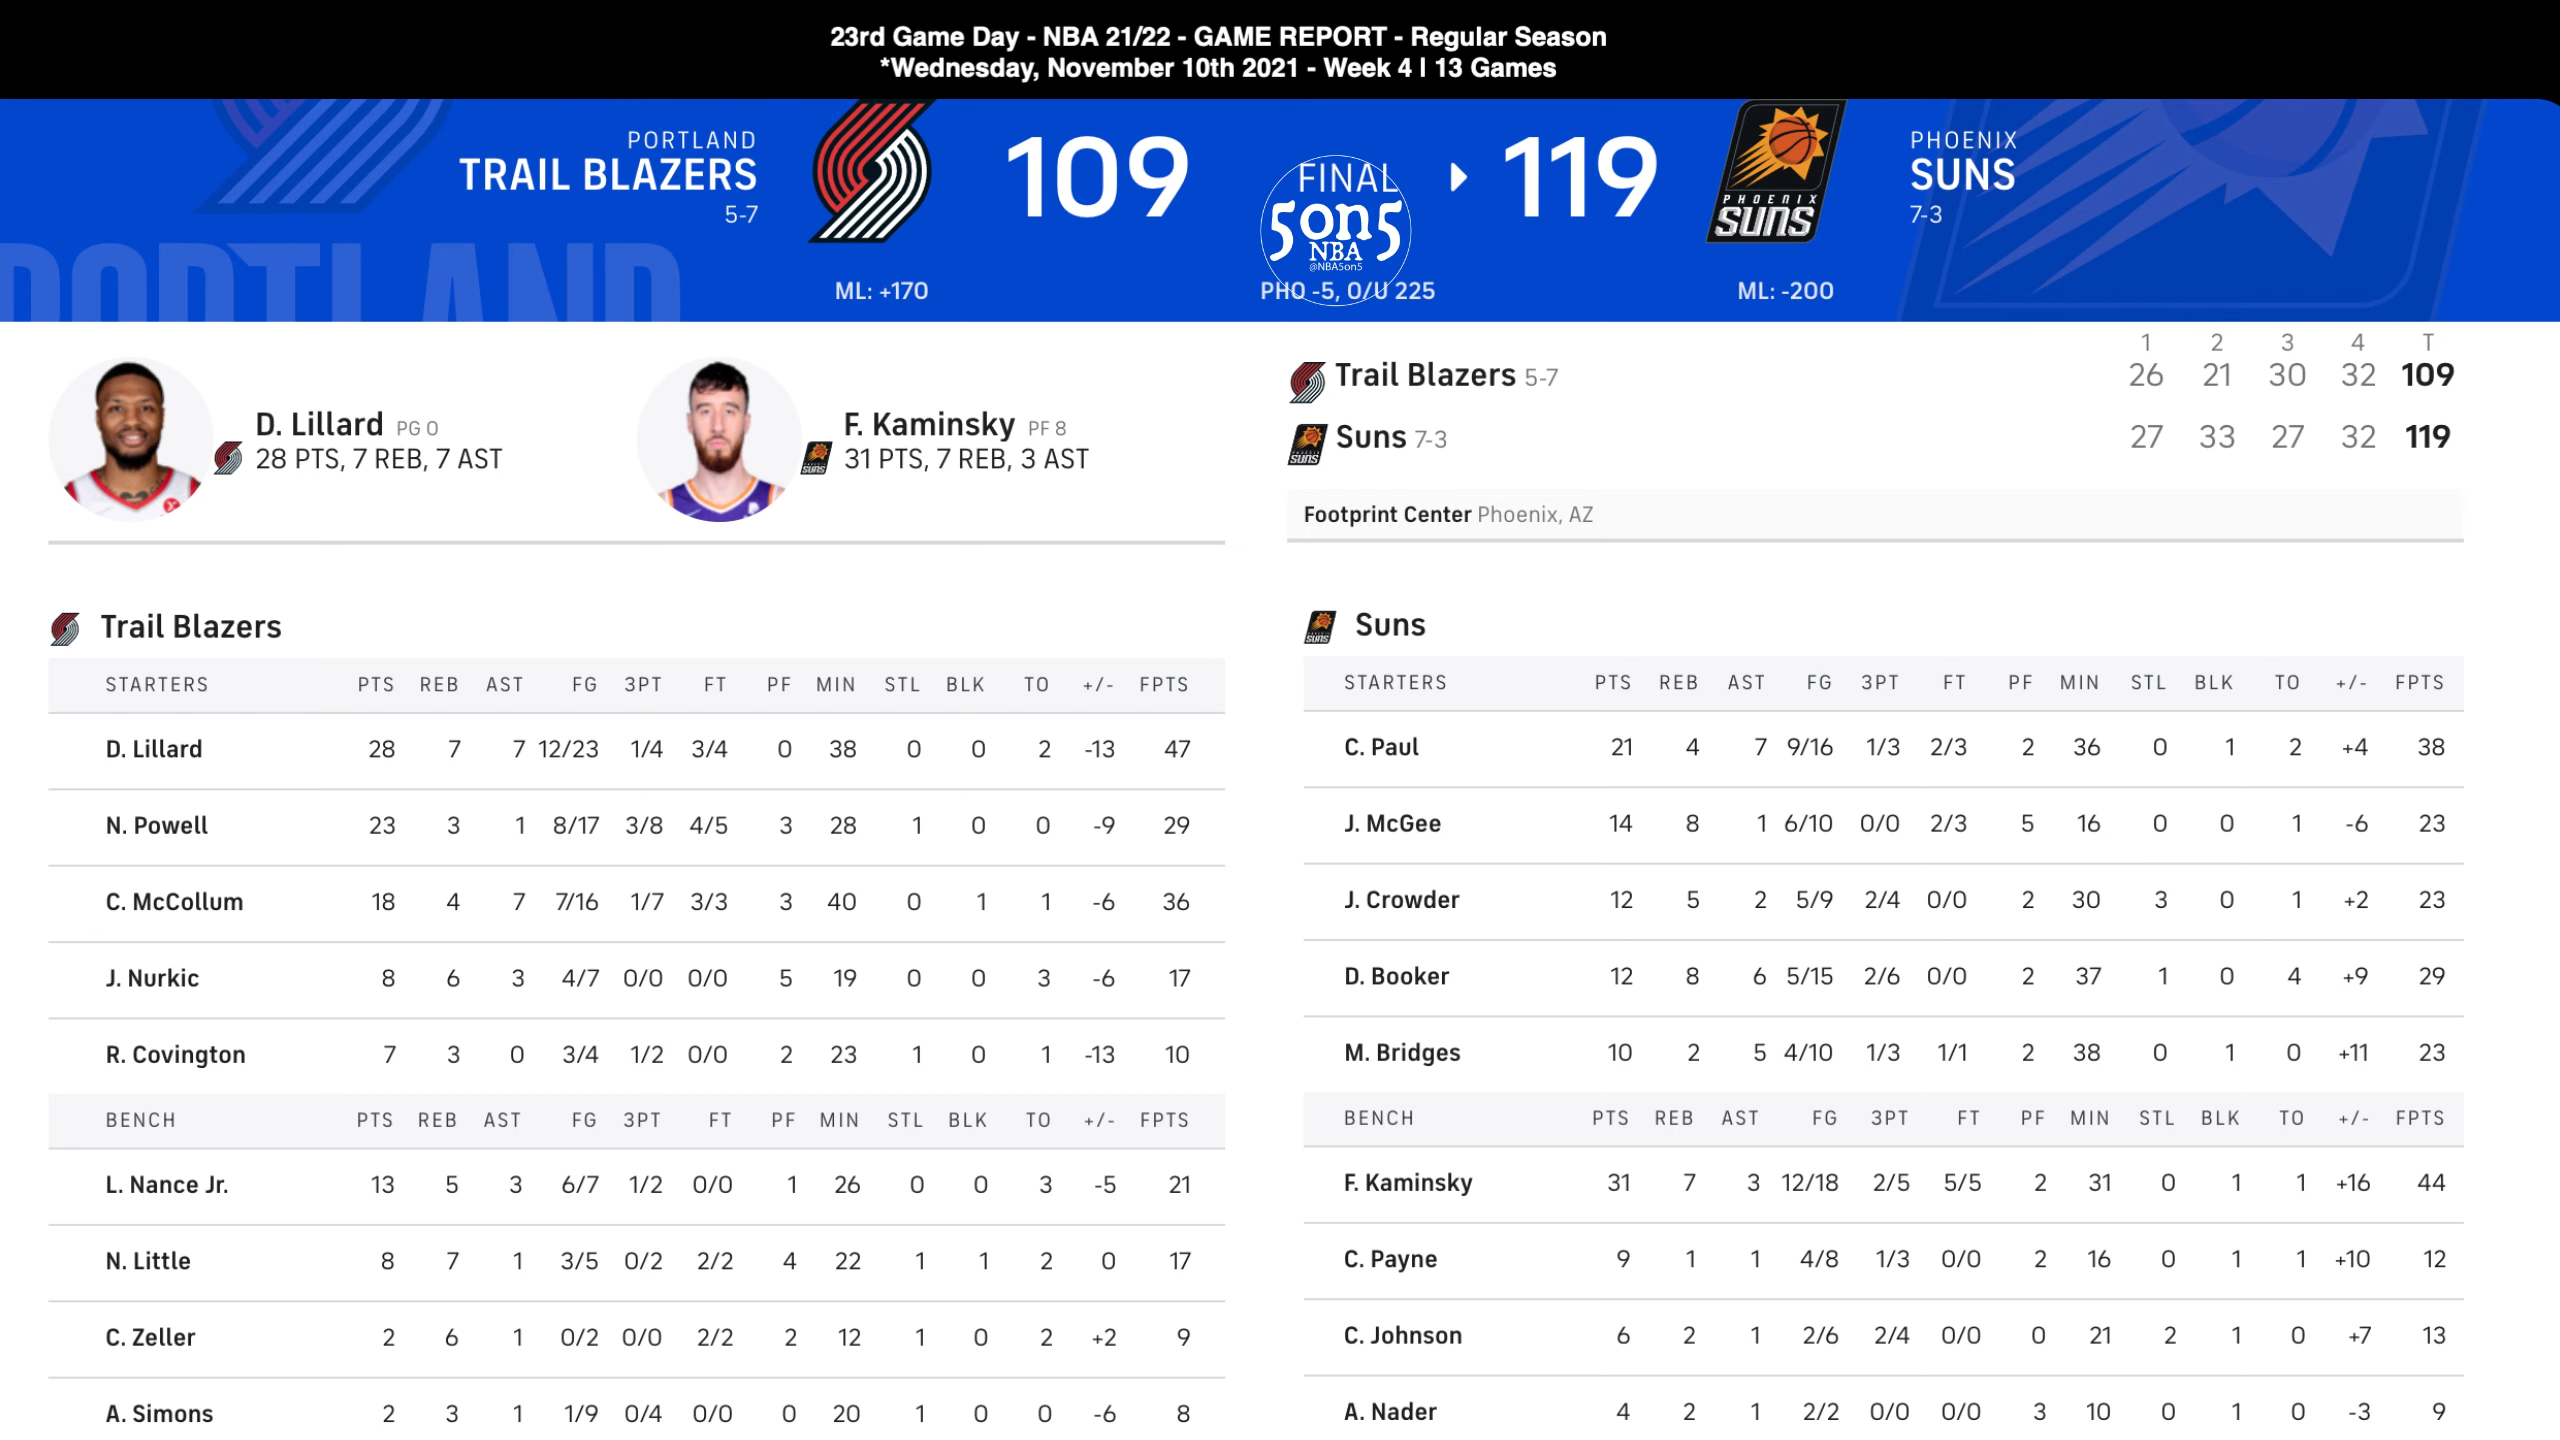 23rd Game Day - NBA 21/22 - GAME REPORT - Regular Season
*Wednesday, November 10th 2021 - Week 4 | 13 Games
PORTLAND
TRAIL BLAZERS
5-7
109
FINAL
119
PHOENIX
SUNS
PHOENIX
SUNS
7-3
5on5
NBA
@NBA5on5
PORTLAND
ML: +170
PHO -5, O/U 225
ML: -200
D. Lillard PG 0
28 PTS, 7 REB, 7 AST
F. Kaminsky PF 8
31 PTS, 7 REB, 3 AST
1 2 3 4 T
Trail Blazers 5-7 26 21 30 32 109
Suns 7-3 27 33 27 32 119
Footprint Center Phoenix, AZ
Trail Blazers
STARTERS PTS REB AST FG 3PT FT PF MIN STL BLK TO +/- FPTS
D. Lillard 28 7 7 12/23 1/4 3/4 0 38 0 0 2 -13 47
N. Powell 23 3 1 8/17 3/8 4/5 3 28 1 0 0 -9 29
C. McCollum 18 4 7 7/16 1/7 3/3 3 40 0 1 1 -6 36
J. Nurkic 8 6 3 4/7 0/0 0/0 5 19 0 0 3 -6 17
R. Covington 7 3 0 3/4 1/2 0/0 2 23 1 0 1 -13 10
BENCH PTS REB AST FG 3PT FT PF MIN STL BLK TO +/- FPTS
L. Nance Jr. 13 5 3 6/7 1/2 0/0 1 26 0 0 3 -5 21
N. Little 8 7 1 3/5 0/2 2/2 4 22 1 1 2 0 17
C. Zeller 2 6 1 0/2 0/0 2/2 2 12 1 0 2 +2 9
A. Simons 2 3 1 1/9 0/4 0/0 0 20 1 0 0 -6 8
Suns
STARTERS PTS REB AST FG 3PT FT PF MIN STL BLK TO +/- FPTS
C. Paul 21 4 7 9/16 1/3 2/3 2 36 0 1 2 +4 38
J. McGee 14 8 1 6/10 0/0 2/3 5 16 0 0 1 -6 23
J. Crowder 12 5 2 5/9 2/4 0/0 2 30 3 0 1 +2 23
D. Booker 12 8 6 5/15 2/6 0/0 2 37 1 0 4 +9 29
M. Bridges 10 2 5 4/10 1/3 1/1 2 38 0 1 0 +11 23
BENCH PTS REB AST FG 3PT FT PF MIN STL BLK TO +/- FPTS
F. Kaminsky 31 7 3 12/18 2/5 5/5 2 31 0 1 1 +16 44
C. Payne 9 1 1 4/8 1/3 0/0 2 16 0 1 1 +10 12
C. Johnson 6 2 1 2/6 2/4 0/0 0 21 2 1 0 +7 13
A. Nader 4 2 1 2/2 0/0 0/0 3 10 0 1 0 -3 9